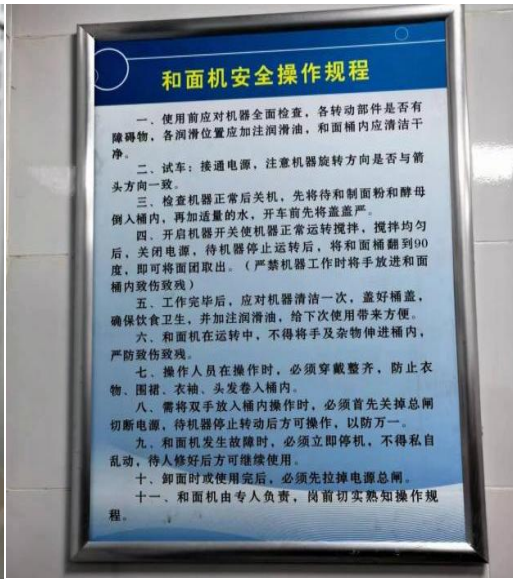 和面机安全操作规程
一、使用前应对机器全面检查，各转动部件是否有
障碍物，各润滑位置应加注润滑油，和面桶内应清洁干
净。
二、试车：接通电源，注意机器旋转方向是否与箭
头方向一致。
三、检查机器正常后关机，先将待和制面粉和酵母
倒入桶内，再加适量的水，开车前先将盖盖严。
四、开启机器开关使机器正常运转搅拌，搅拌均匀
后，关闭电源，待机器停止运转后，将和面桶翻到90
度，即可将面团取出。（严禁机器工作时将手放进和面
桶内致伤致残）
五、工作完毕后，应对机器清洁一次，盖好桶盖，
确保饮食卫生，并加注润滑油，给下次使用带来方便。
六、和面机在运转中，不得将手及杂物伸进桶内，
严防致伤致残。
七、操作人员在操作时，必须穿戴整齐，防止衣
物、围裙、衣袖、头发卷入桶内。
八、需将双手放入桶内操作时，必须首先关掉总闸
切断电源，待机器停止转动后方可操作，以防万一。
九、和面机发生故障时，必须立即停机，不得私自
乱动，待人修好后方可继续使用。
十、卸面时或使用完后，必须先拉掉电源总闸。
十一、和面机由专人负责，岗前切实熟知操作规
程。